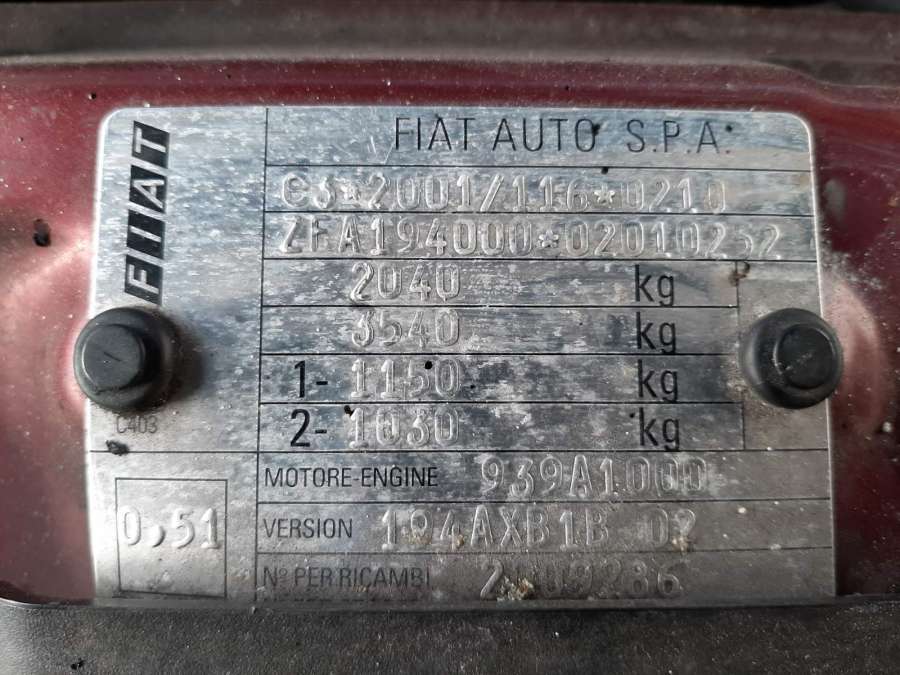 FIAT
FIAT AUTO S.P.A.
e3*2001/116*0210
ZFA194000*02010252
2040 kg
3540 kg
1- 1150 kg
2- 1030 kg
C403
MOTORE-ENGINE 939A1000
0,51
VERSION 194AXB1B 02
N° PER RICAMBI